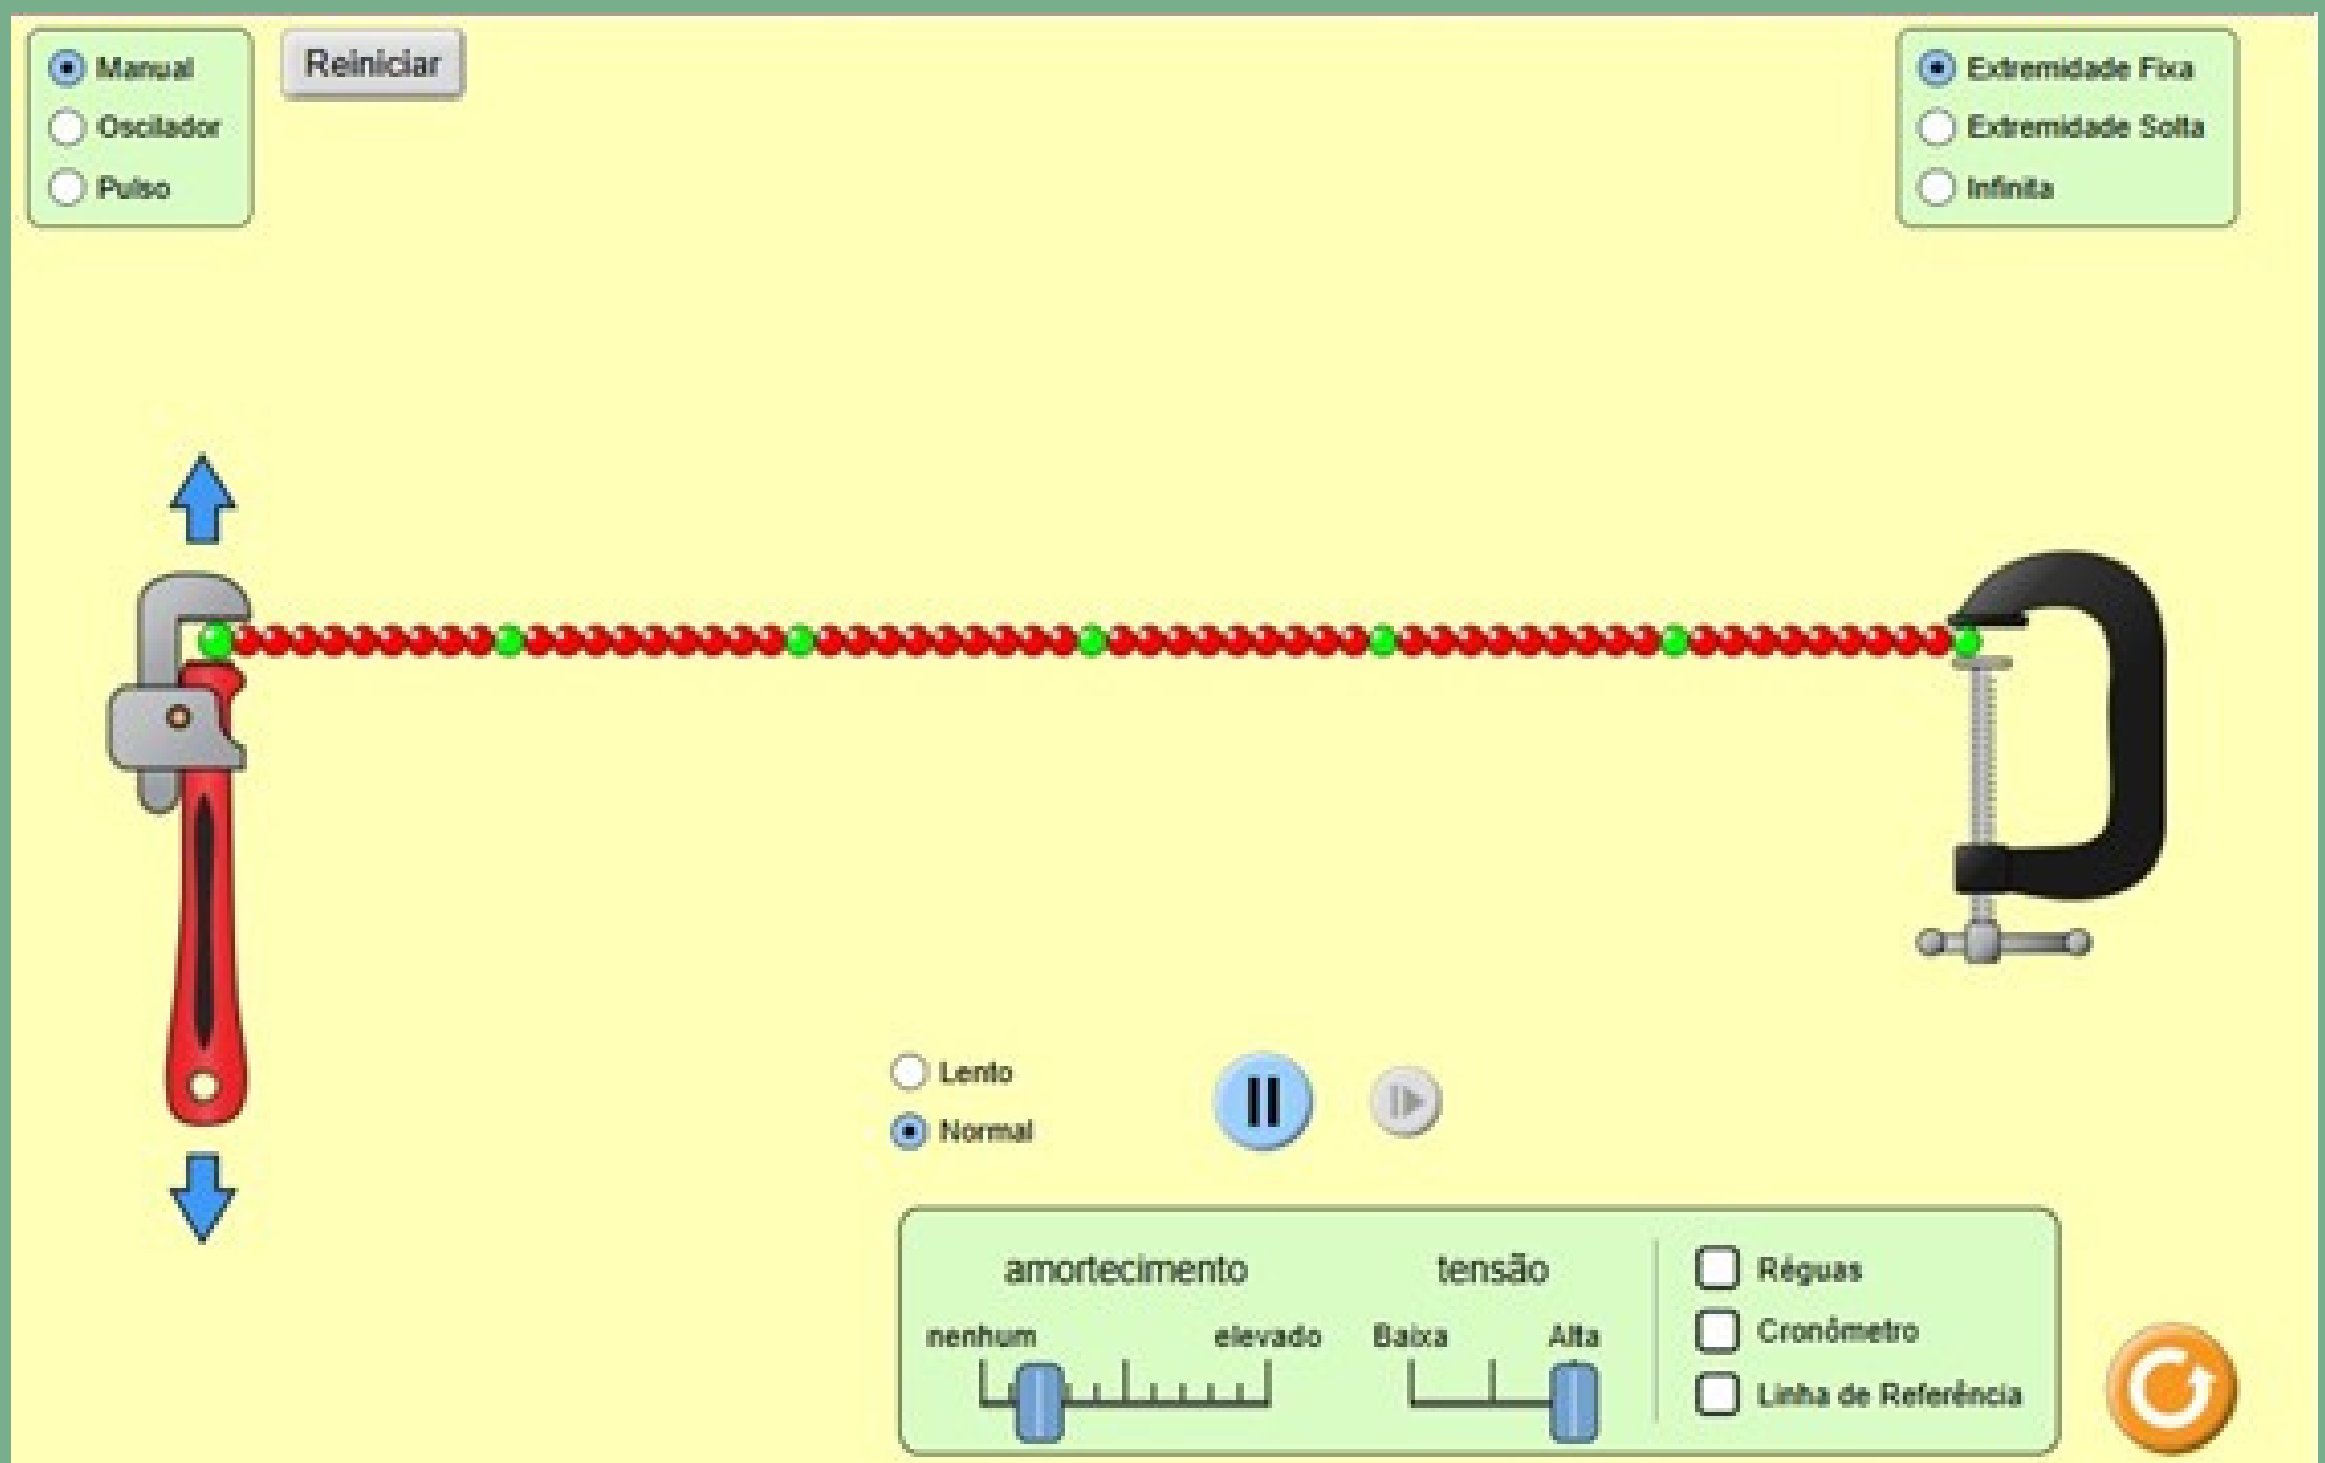 Manual
Oscilador
Pulso
Reiniciar
Extremidade Fixa
Extremidade Solta
Infinita
Lento
Normal
amortecimento
nenhum elevado
tensão
Baixa Alta
Réguas
Cronômetro
Linha de Referência